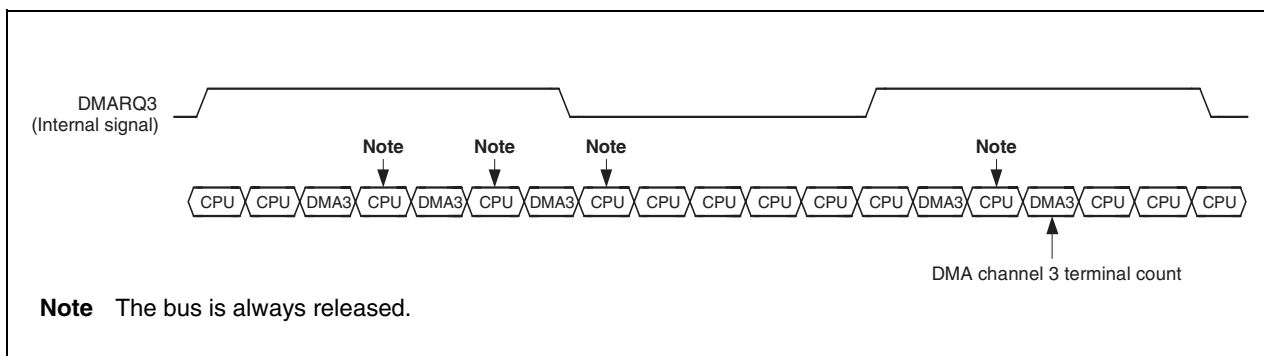 DMARQ3
(Internal signal)
Note Note Note Note
CPU CPU DMA3 CPU DMA3 CPU DMA3 CPU CPU CPU CPU CPU CPU DMA3 CPU DMA3 CPU CPU CPU
DMA channel 3 terminal count
Note The bus is always released.